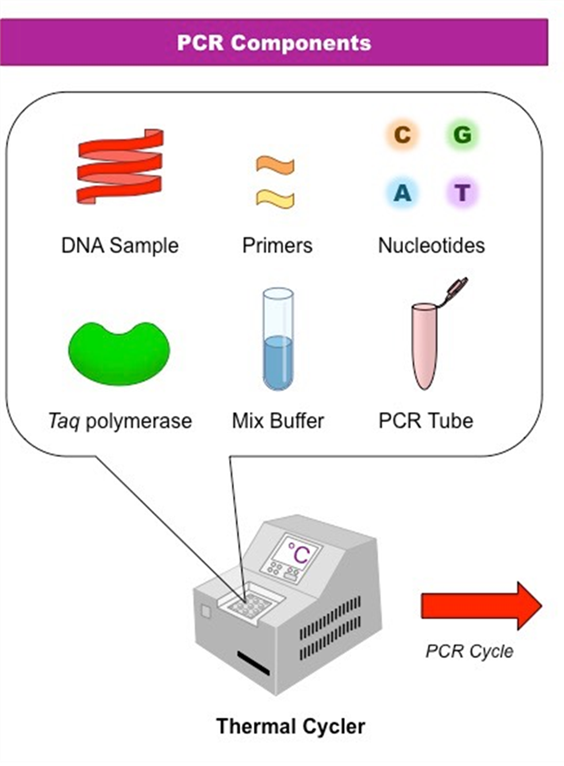 PCR Components
C G
A T
DNA Sample Primers Nucleotides
Taq polymerase Mix Buffer PCR Tube
°C
PCR Cycle
Thermal Cycler